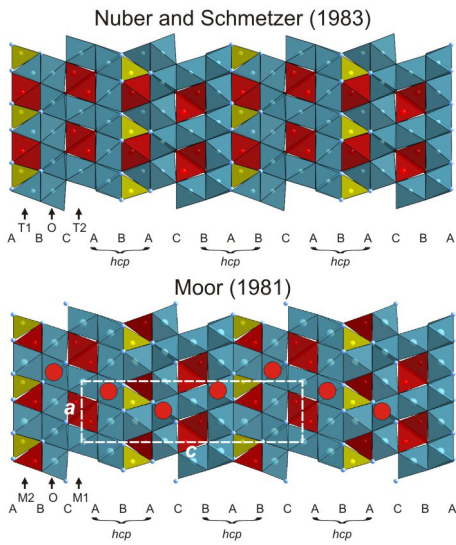 Nuber and Schmetzer (1983)
T1 O T2
A B C A B A C B A B C A B A C B A
hcp hcp hcp
Moor (1981)
a
c
M2 O M1
A B C A B A C B A B C A B A C B A
hcp hcp hcp